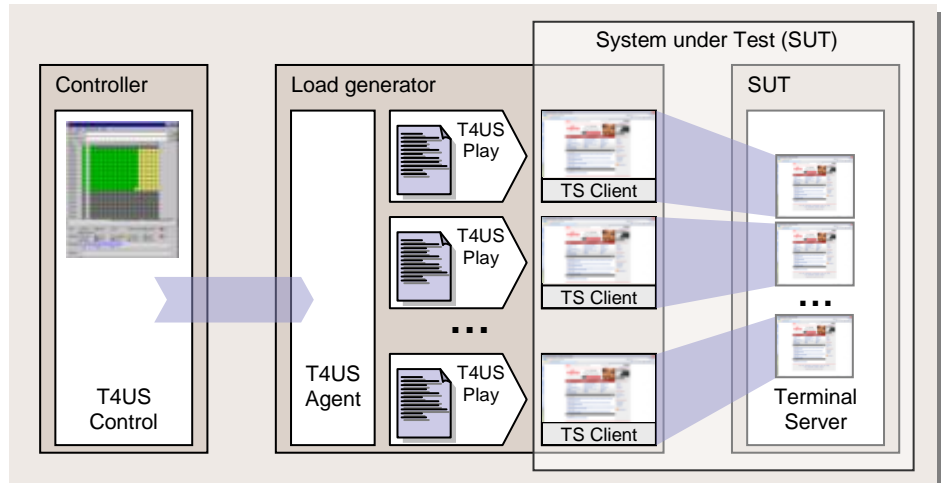 System under Test (SUT)
Controller
Load generator
SUT
T4US
Play
TS Client
T4US
Play
TS Client
...
...
T4US
Play
TS Client
T4US
Control
T4US
Agent
Terminal
Server